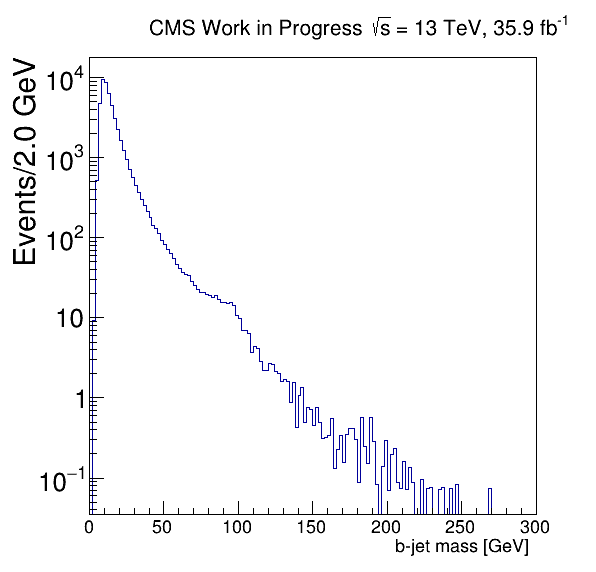 CMS Work in Progress √s = 13 TeV, 35.9 fb⁻¹
Events/2.0 GeV
10⁴
10³
10²
10
1
10⁻¹
0 50 100 150 200 250 300
b-jet mass [GeV]